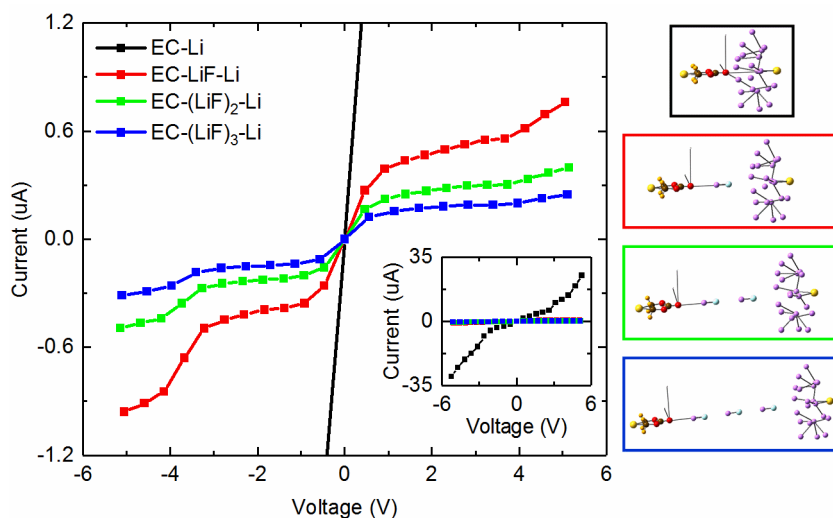 1.2
0.6
0.0
-0.6
-1.2
Current (uA)
EC-Li
EC-LiF-Li
EC-(LiF)₂-Li
EC-(LiF)₃-Li
35
0
-35
Current (uA)
-6 0 6
Voltage (V)
-6 -4 -2 0 2 4 6
Voltage (V)